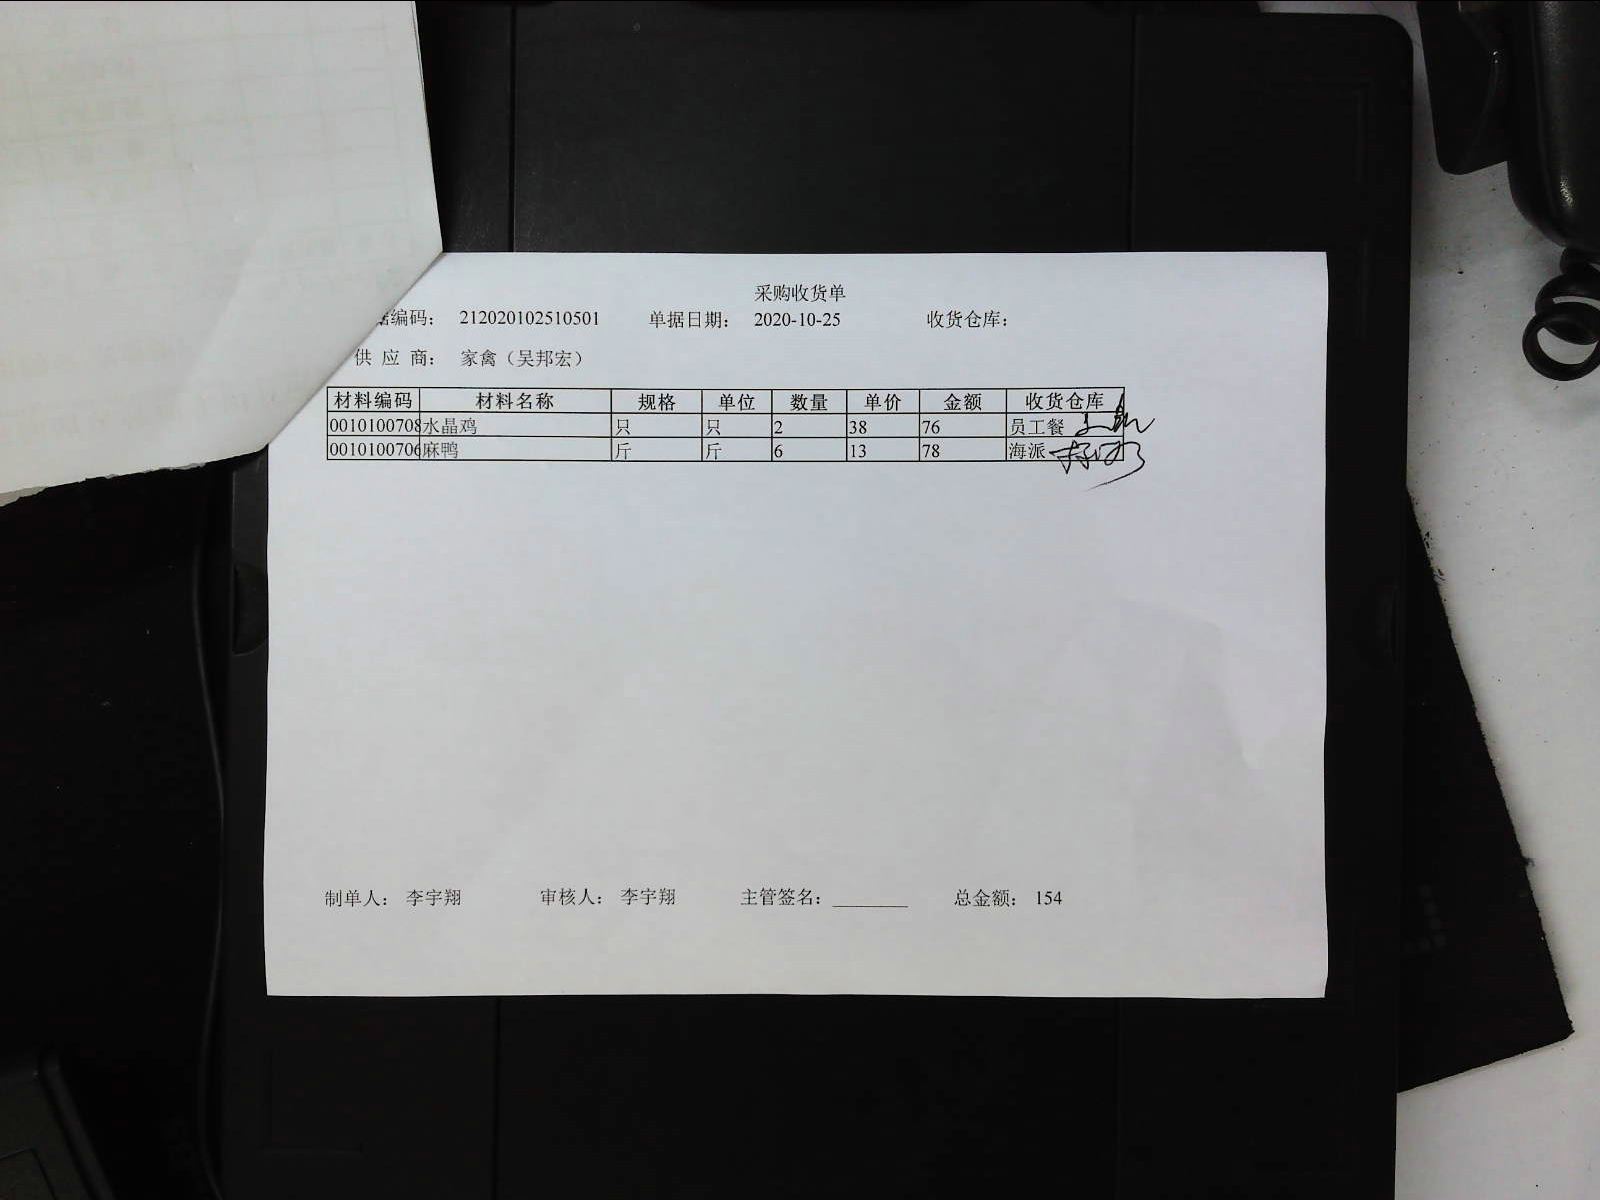 采购收货单
据编码： 212020102510501 单据日期： 2020-10-25 收货仓库：
供 应 商： 家禽（吴邦宏）
材料编码 材料名称 规格 单位 数量 单价 金额 收货仓库
0010100708 水晶鸡 只 只 2 38 76 员工餐
0010100706 麻鸭 斤 斤 6 13 78 海派
制单人： 李宇翔 审核人： 李宇翔 主管签名： 总金额： 154